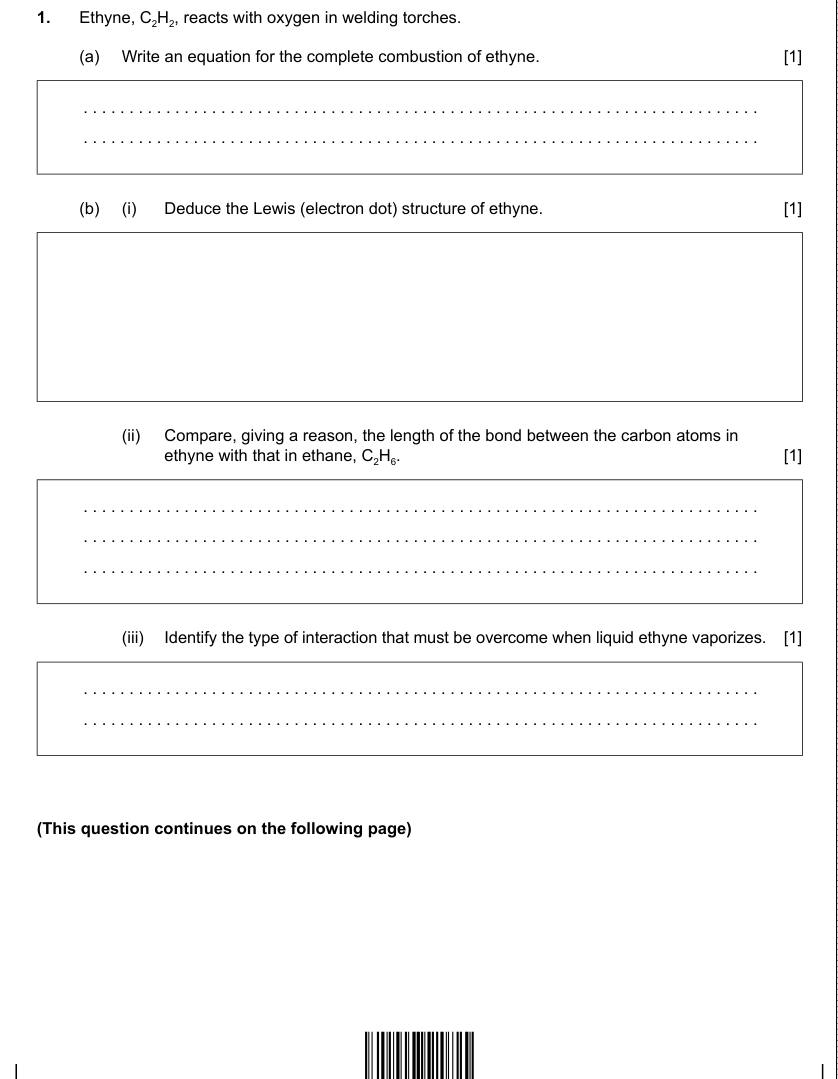 1. Ethyne, C₂H₂, reacts with oxygen in welding torches.
(a) Write an equation for the complete combustion of ethyne. [1]
(b) (i) Deduce the Lewis (electron dot) structure of ethyne. [1]
(ii) Compare, giving a reason, the length of the bond between the carbon atoms in
ethyne with that in ethane, C₂H₆. [1]
(iii) Identify the type of interaction that must be overcome when liquid ethyne vaporizes. [1]
(This question continues on the following page)